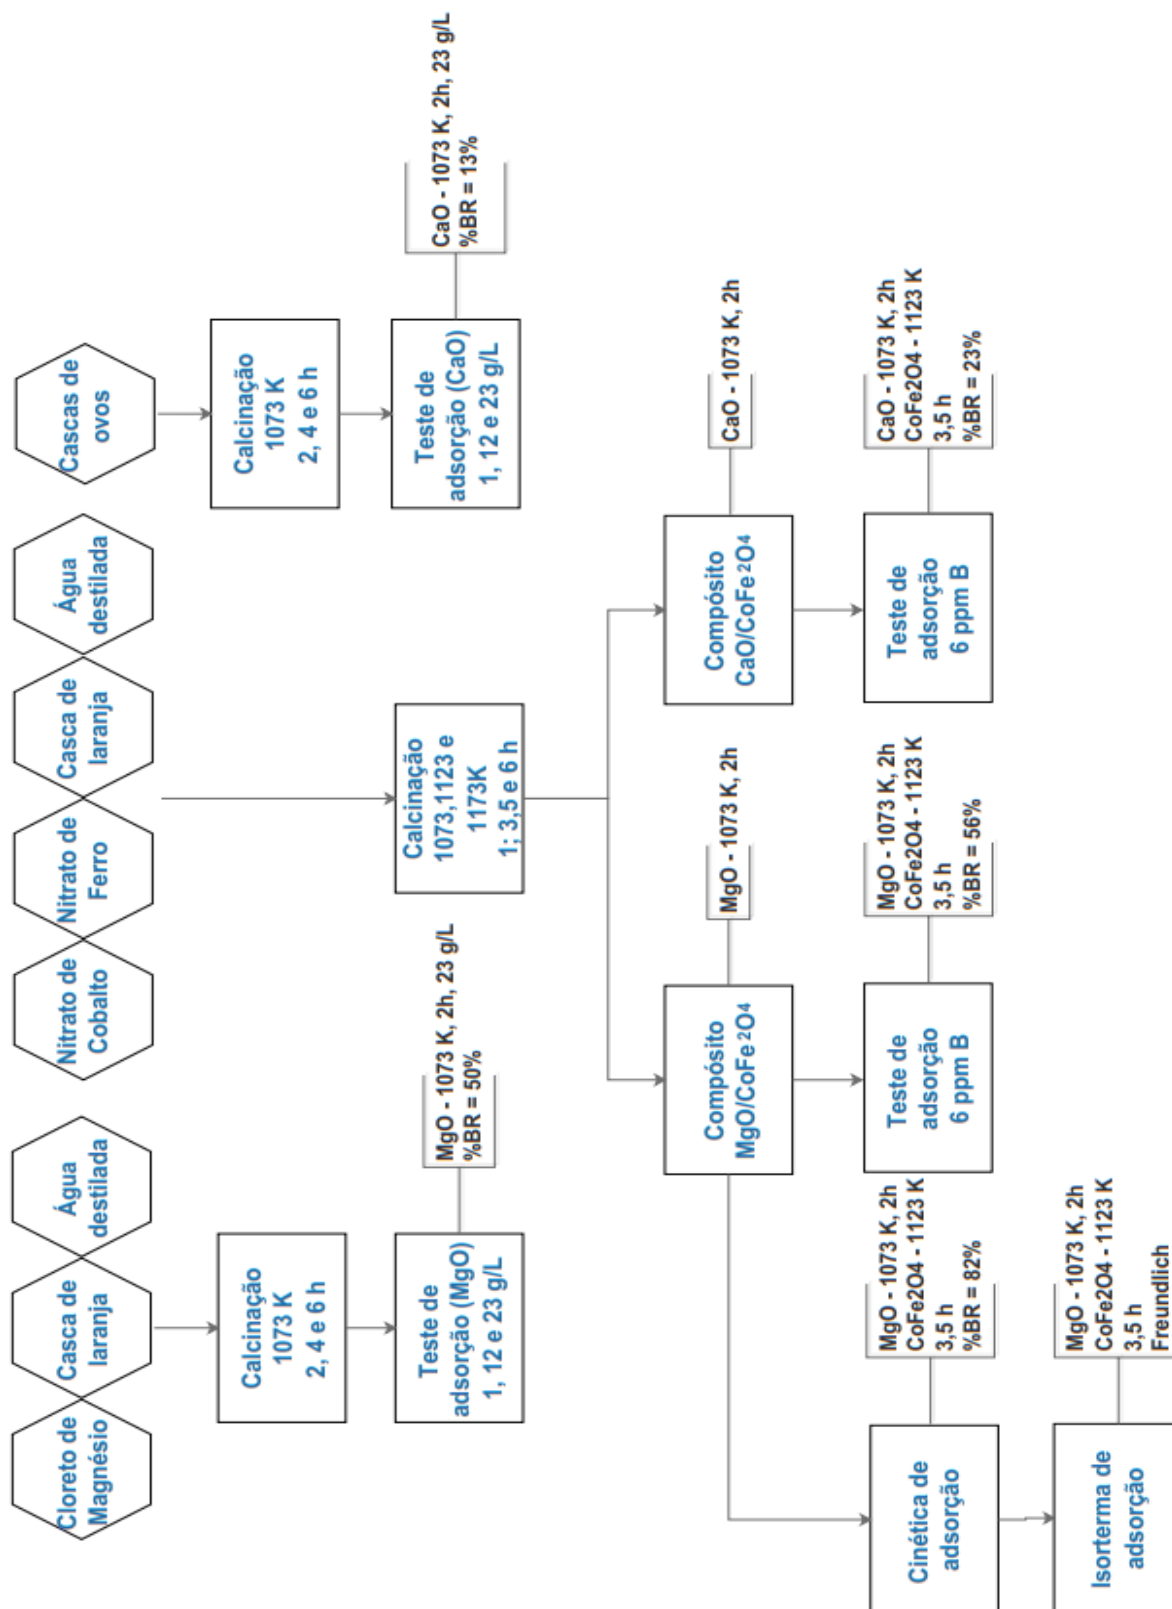 Cloreto de
Magnésio
Casca de
laranja
Água
destilada
Nitrato de
Cobalto
Nitrato de
Ferro
Casca de
laranja
Água
destilada
Cascas de
ovos
Calcinação
1073 K
2, 4 e 6 h
Calcinação
1073 K
2, 4 e 6 h
Teste de
adsorção (MgO)
1, 12 e 23 g/L
MgO - 1073 K, 2h, 23 g/L
%BR = 50%
Calcinação
1073,1123 e
1173K
1; 3,5 e 6 h
Teste de
adsorção (CaO)
1, 12 e 23 g/L
CaO - 1073 K, 2h, 23 g/L
%BR = 13%
Compósito
MgO/CoFe2O4
MgO - 1073 K, 2h
Compósito
CaO/CoFe2O4
CaO - 1073 K, 2h
Cinética de
adsorção
MgO - 1073 K, 2h
CoFe2O4 - 1123 K
3,5 h
%BR = 82%
Teste de
adsorção
6 ppm B
MgO - 1073 K, 2h
CoFe2O4 - 1123 K
3,5 h
%BR = 56%
Teste de
adsorção
6 ppm B
CaO - 1073 K, 2h
CoFe2O4 - 1123 K
3,5 h
%BR = 23%
Isorterma de
adsorção
MgO - 1073 K, 2h
CoFe2O4 - 1123 K
3,5 h
Freundlich